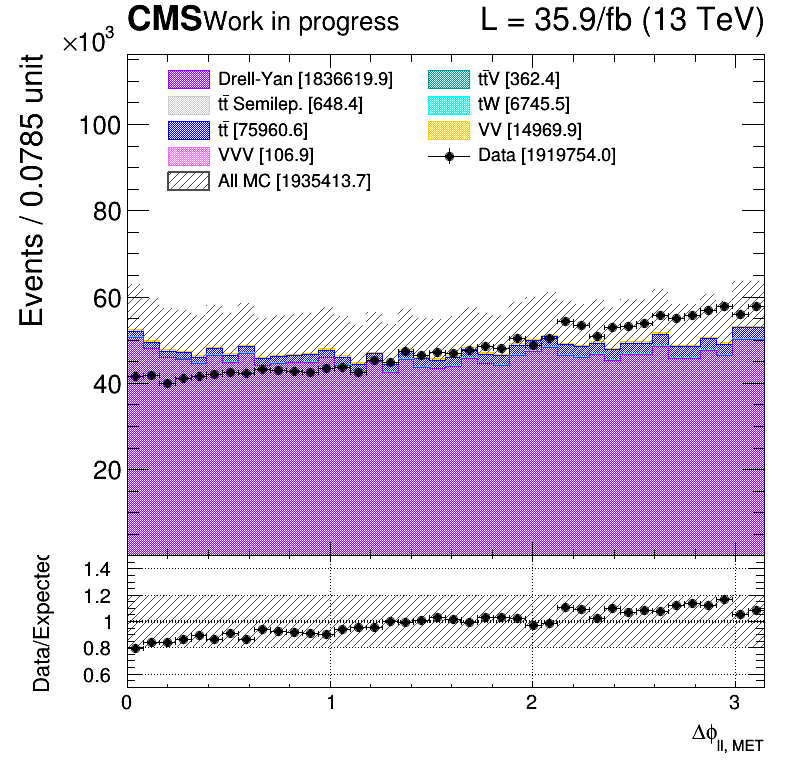 CMS Work in progress L = 35.9/fb (13 TeV)
×10³
Drell-Yan [1836619.9]
tt̄ Semilep. [648.4]
tt̄ [75960.6]
VVV [106.9]
All MC [1935413.7]
tt̄V [362.4]
tW [6745.5]
VV [14969.9]
Data [1919754.0]
Events / 0.0785 unit
100
80
60
40
20
Data/Expected
1.4
1.2
1
0.8
0.6
0 1 2 3
Δϕll, MET